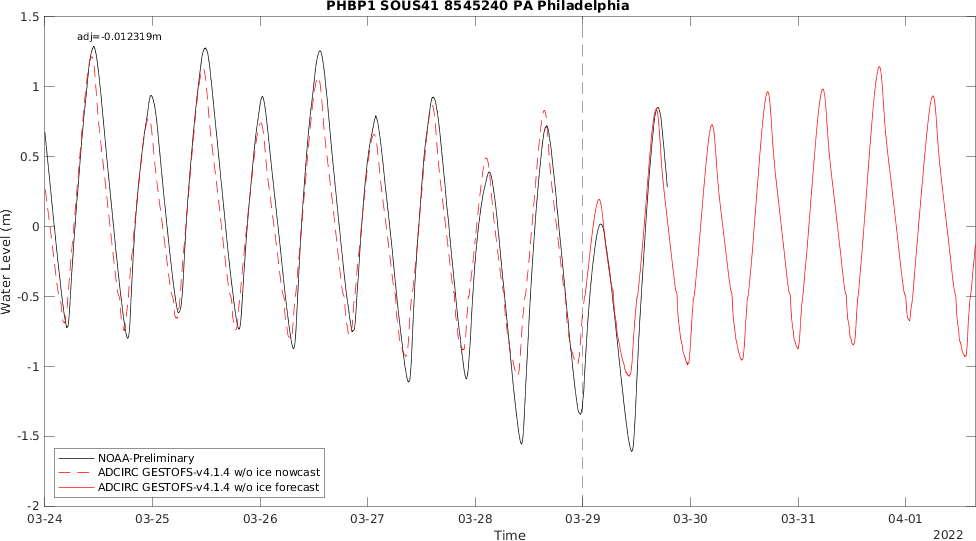 PHBP1 SOUS41 8545240 PA Philadelphia
adj=-0.012319m
1.5
1
0.5
0
-0.5
-1
-1.5
-2
Water Level (m)
NOAA-Preliminary
ADCIRC GESTOFS-v4.1.4 w/o ice nowcast
ADCIRC GESTOFS-v4.1.4 w/o ice forecast
03-24 03-25 03-26 03-27 03-28 03-29 03-30 03-31 04-01
Time
2022